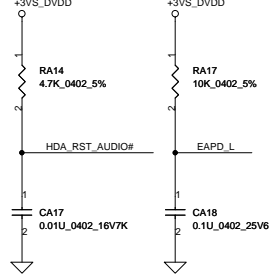 +3VS_DVDD
+3VS_DVDD
1
1
RA14
4.7K_0402_5%
RA17
10K_0402_5%
2
2
HDA_RST_AUDIO#
EAPD_L
1
1
CA17
0.01U_0402_16V7K
CA18
0.1U_0402_25V6
2
2